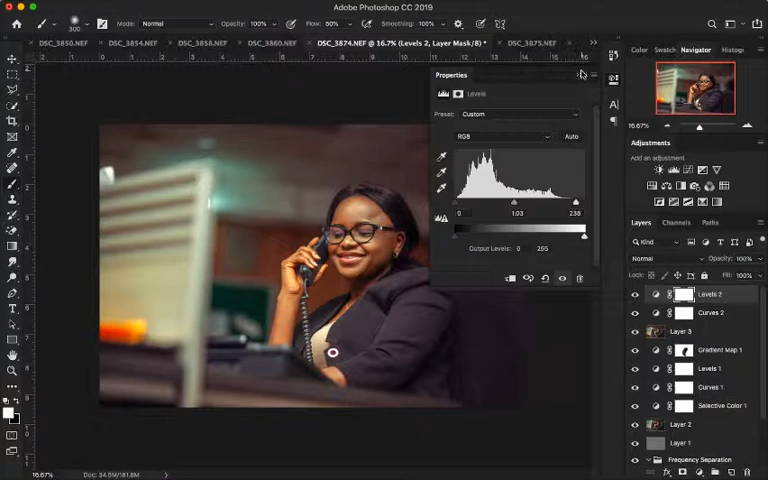 Adobe Photoshop CC 2019
300
Mode: Normal
Opacity: 100%
Flow: 50%
Smoothing: 100%
DSC_3850.NEF
DSC_3854.NEF
DSC_3858.NEF
DSC_3860.NEF
DSC_3874.NEF @ 16.7% (Levels 2, Layer Mask/8) *
DSC_3875.NEF
Properties
Levels
Preset: Custom
RGB
Auto
0
1.03
238
Output Levels: 0 255
Color
Swatch
Navigator
Histog
16.67%
Adjustments
Add an adjustment
Layers
Channels
Paths
Kind
Normal
Opacity: 100%
Lock:
Fill: 100%
Levels 2
Curves 2
Layer 3
Gradient Map 1
Levels 1
Curves 1
Selective Color 1
Layer 2
Layer 1
Frequency Separation
16.67%
Doc: 34.5M/181.8M